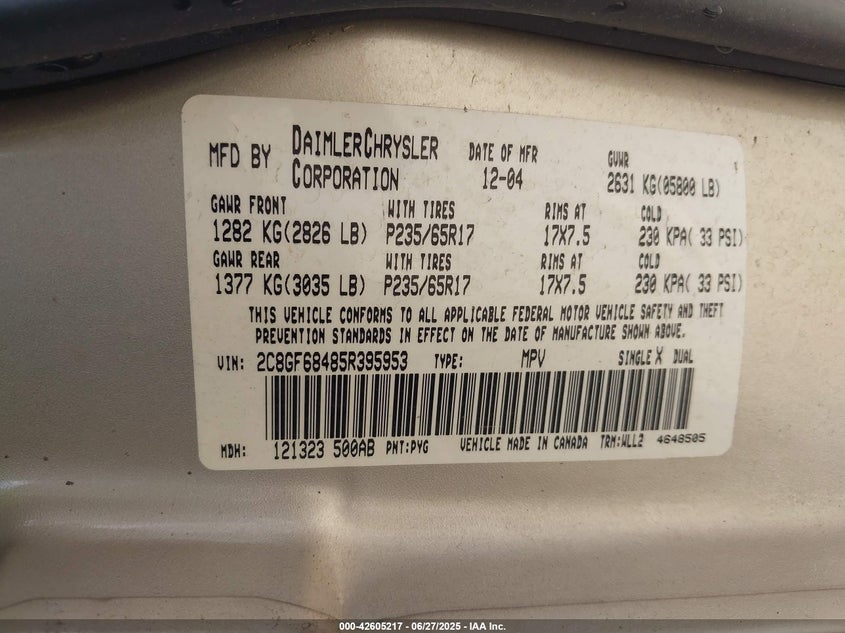 MFD BY DAIMLERCHRYSLER CORPORATION DATE OF MFR 12-04 GVWR 2631 KG(05800 LB)
GAWR FRONT WITH TIRES RIMS AT COLD
1282 KG(2826 LB) P235/65R17 17X7.5 230 KPA( 33 PSI)
GAWR REAR WITH TIRES RIMS AT COLD
1377 KG(3035 LB) P235/65R17 17X7.5 230 KPA( 33 PSI)
THIS VEHICLE CONFORMS TO ALL APPLICABLE FEDERAL MOTOR VEHICLE SAFETY AND THEFT
PREVENTION STANDARDS IN EFFECT ON THE DATE OF MANUFACTURE SHOWN ABOVE.
VIN: 2C8GF68485R395953 TYPE: MPV SINGLE X DUAL
MDH: 121323 500AB PNT:PYG VEHICLE MADE IN CANADA TRM:WLL2 4648505
000-42605217 - 06/27/2025 - IAA Inc.